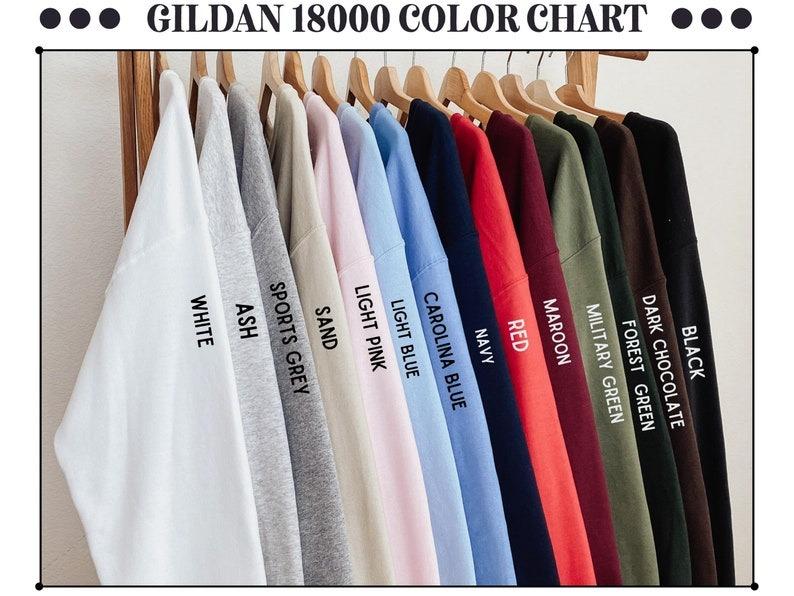 GILDAN 18000 COLOR CHART
WHITE
ASH
SPORTS GREY
SAND
LIGHT PINK
LIGHT BLUE
CAROLINA BLUE
NAVY
RED
MAROON
MILITARY GREEN
FOREST GREEN
DARK CHOCOLATE
BLACK